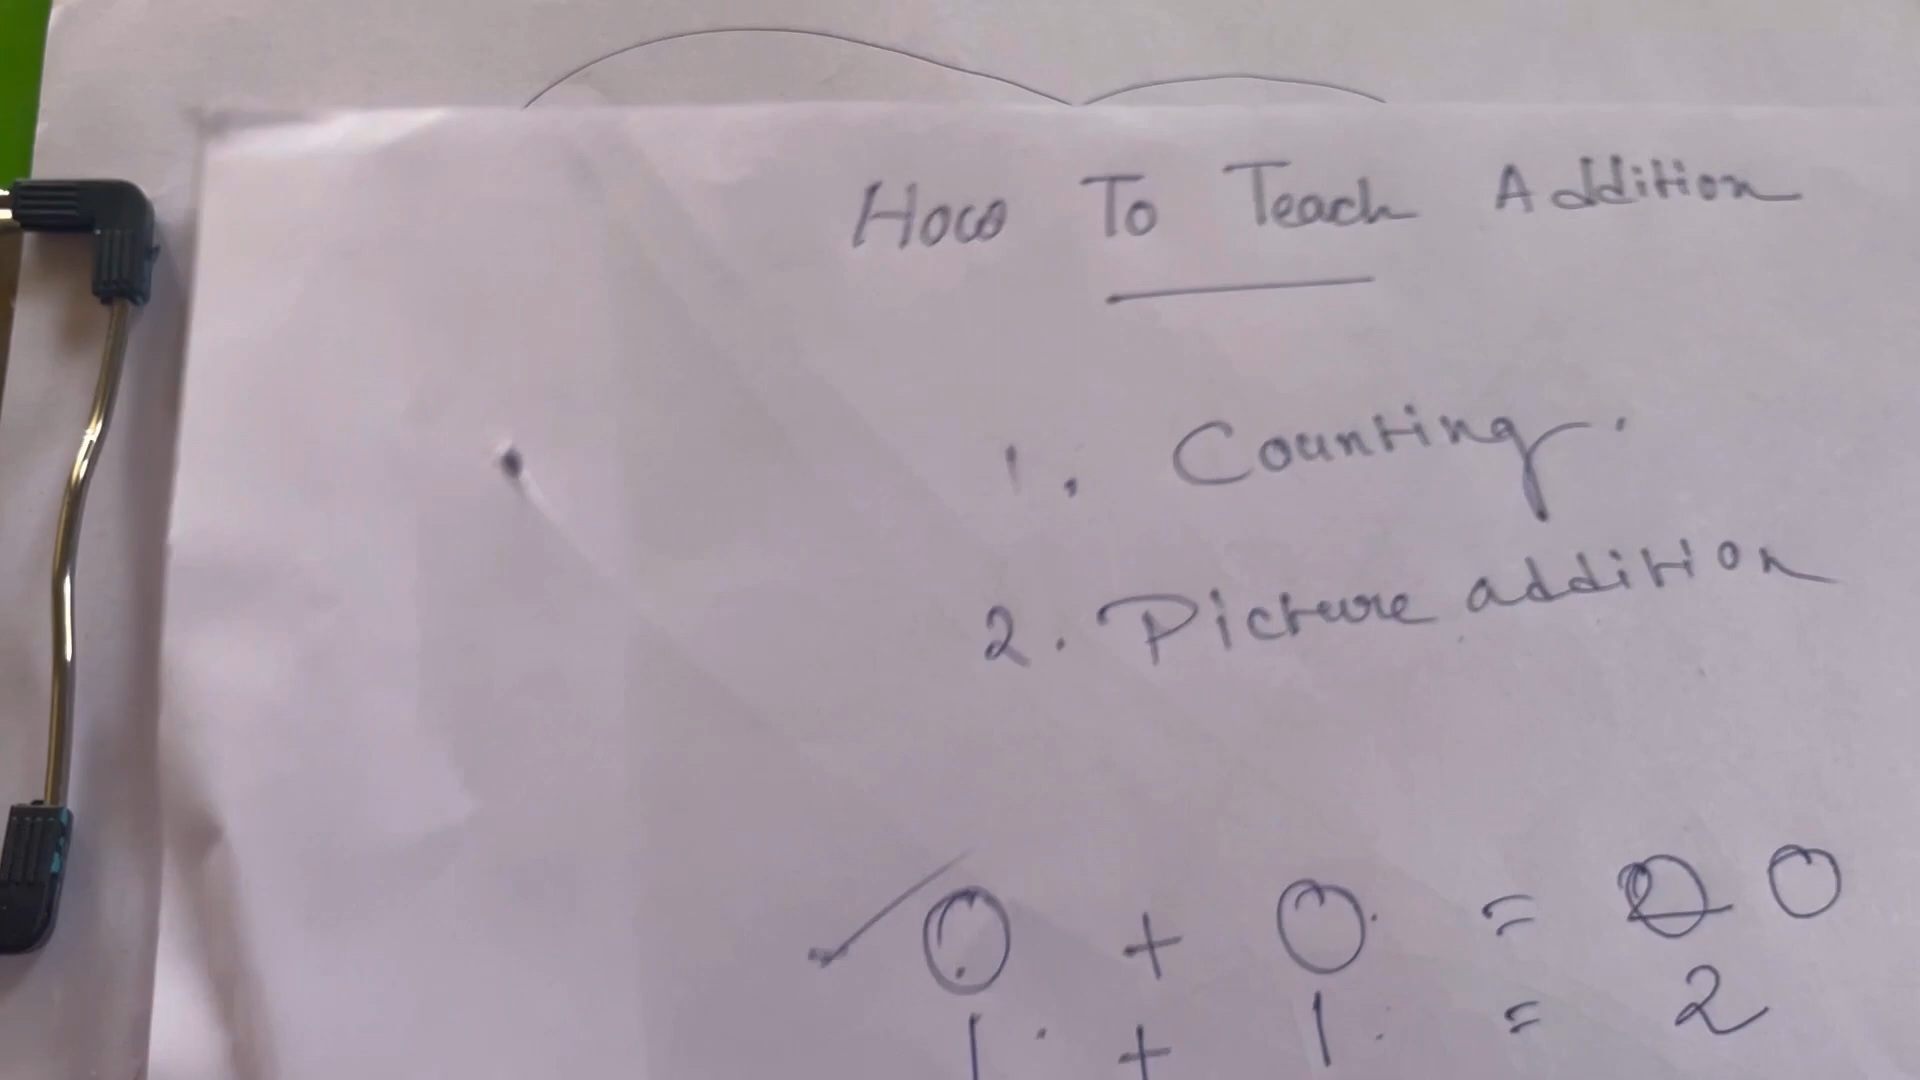 How To Teach Addition
1. Counting.
2. Picture addition
O + O = O O
1 + 1 = 2